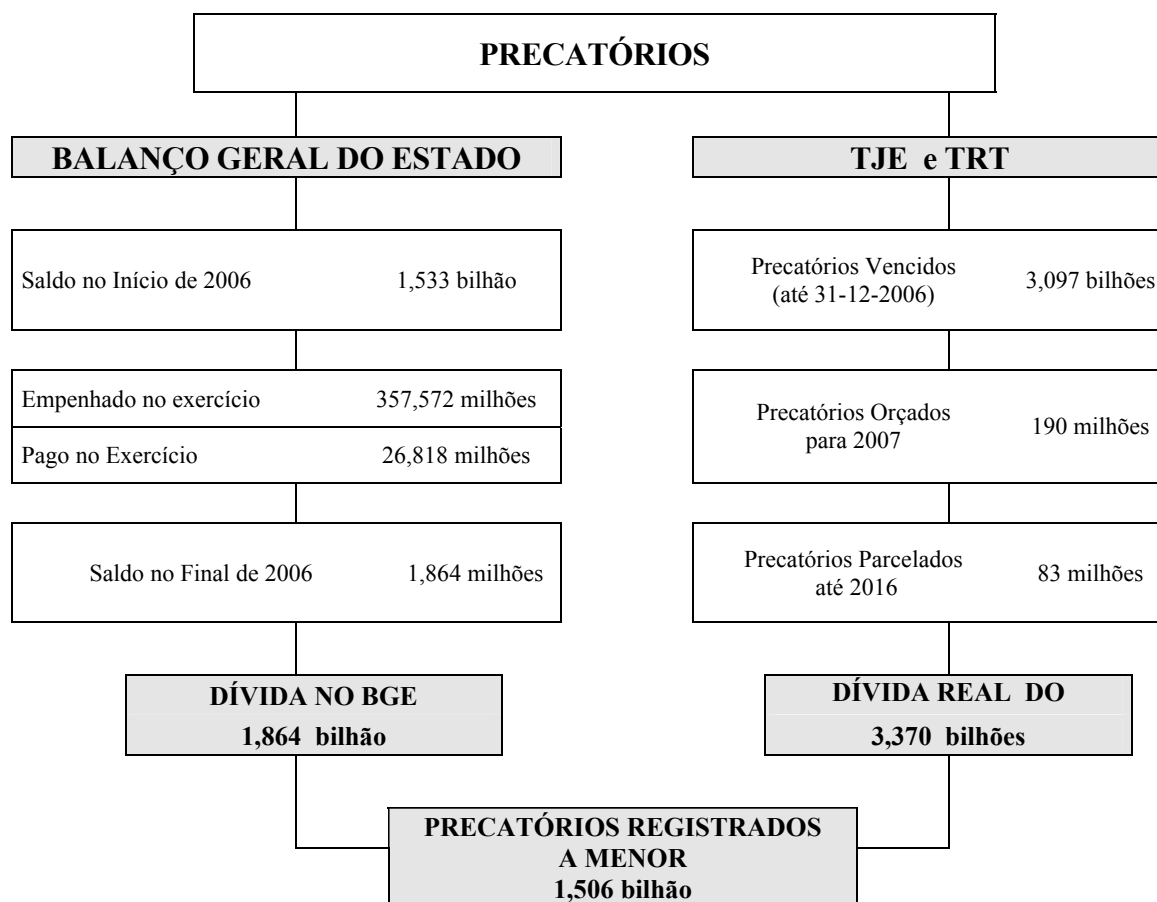 PRECATÓRIOS
BALANÇO GERAL DO ESTADO
Saldo no Início de 2006 1,533 bilhão
Empenhado no exercício 357,572 milhões
Pago no Exercício 26,818 milhões
Saldo no Final de 2006 1,864 milhões
DÍVIDA NO BGE
1,864 bilhão
TJE e TRT
Precatórios Vencidos
(até 31-12-2006) 3,097 bilhões
Precatórios Orçados
para 2007 190 milhões
Precatórios Parcelados
até 2016 83 milhões
DÍVIDA REAL DO
3,370 bilhões
PRECATÓRIOS REGISTRADOS
A MENOR
1,506 bilhão